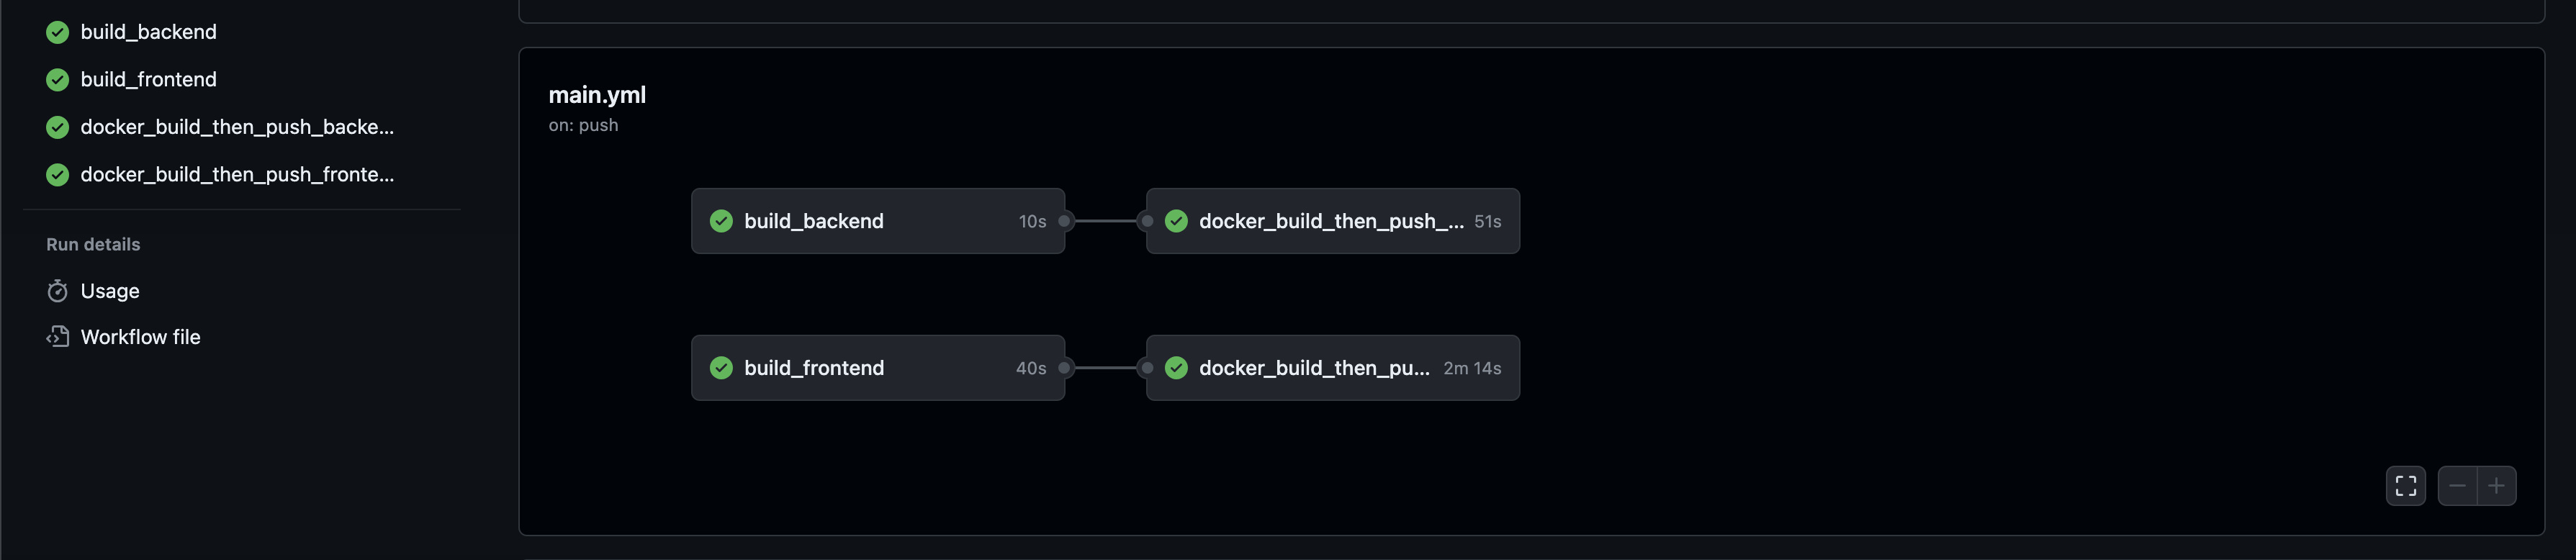 build_backend
build_frontend
docker_build_then_push_backe...
docker_build_then_push_fronte...
Run details
Usage
Workflow file
main.yml
on: push
build_backend 10s
docker_build_then_push_... 51s
build_frontend 40s
docker_build_then_pu... 2m 14s